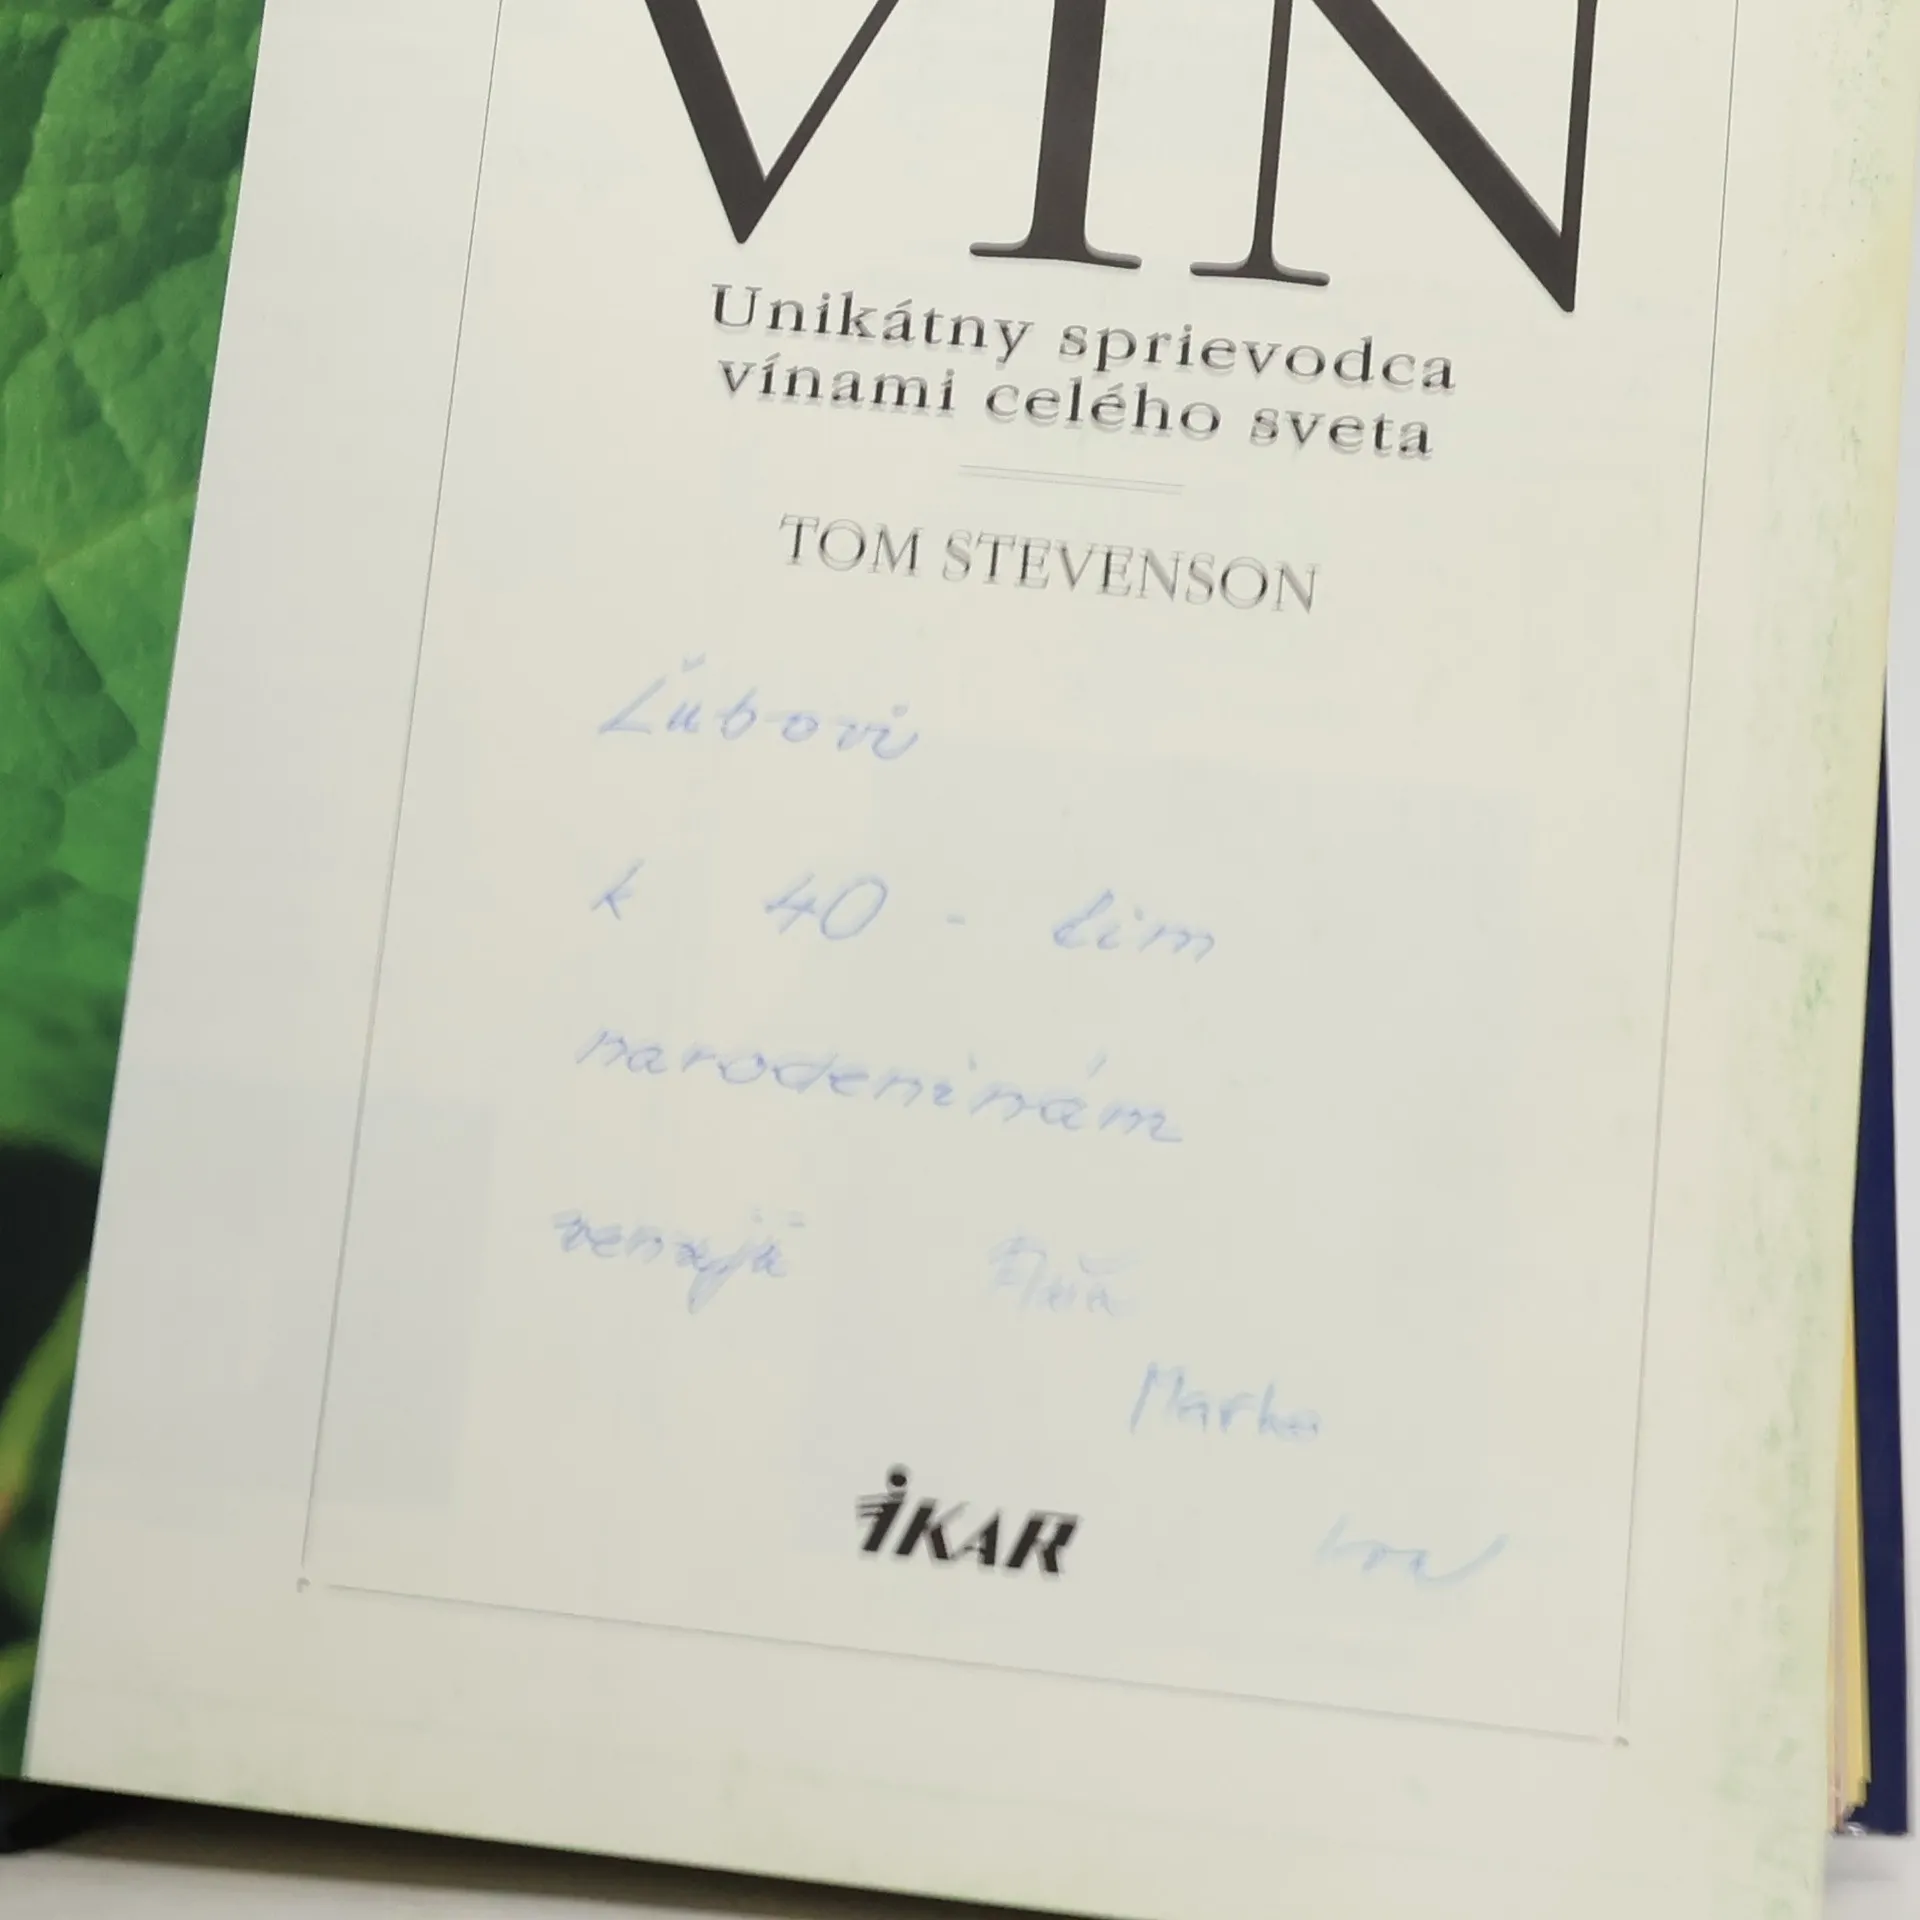 VÍN
Unikátny sprievodca
vínami celého sveta
TOM STEVENSON
Ľubovi
k 40 - tim
narodeninám
venujú
Marka
iKAR